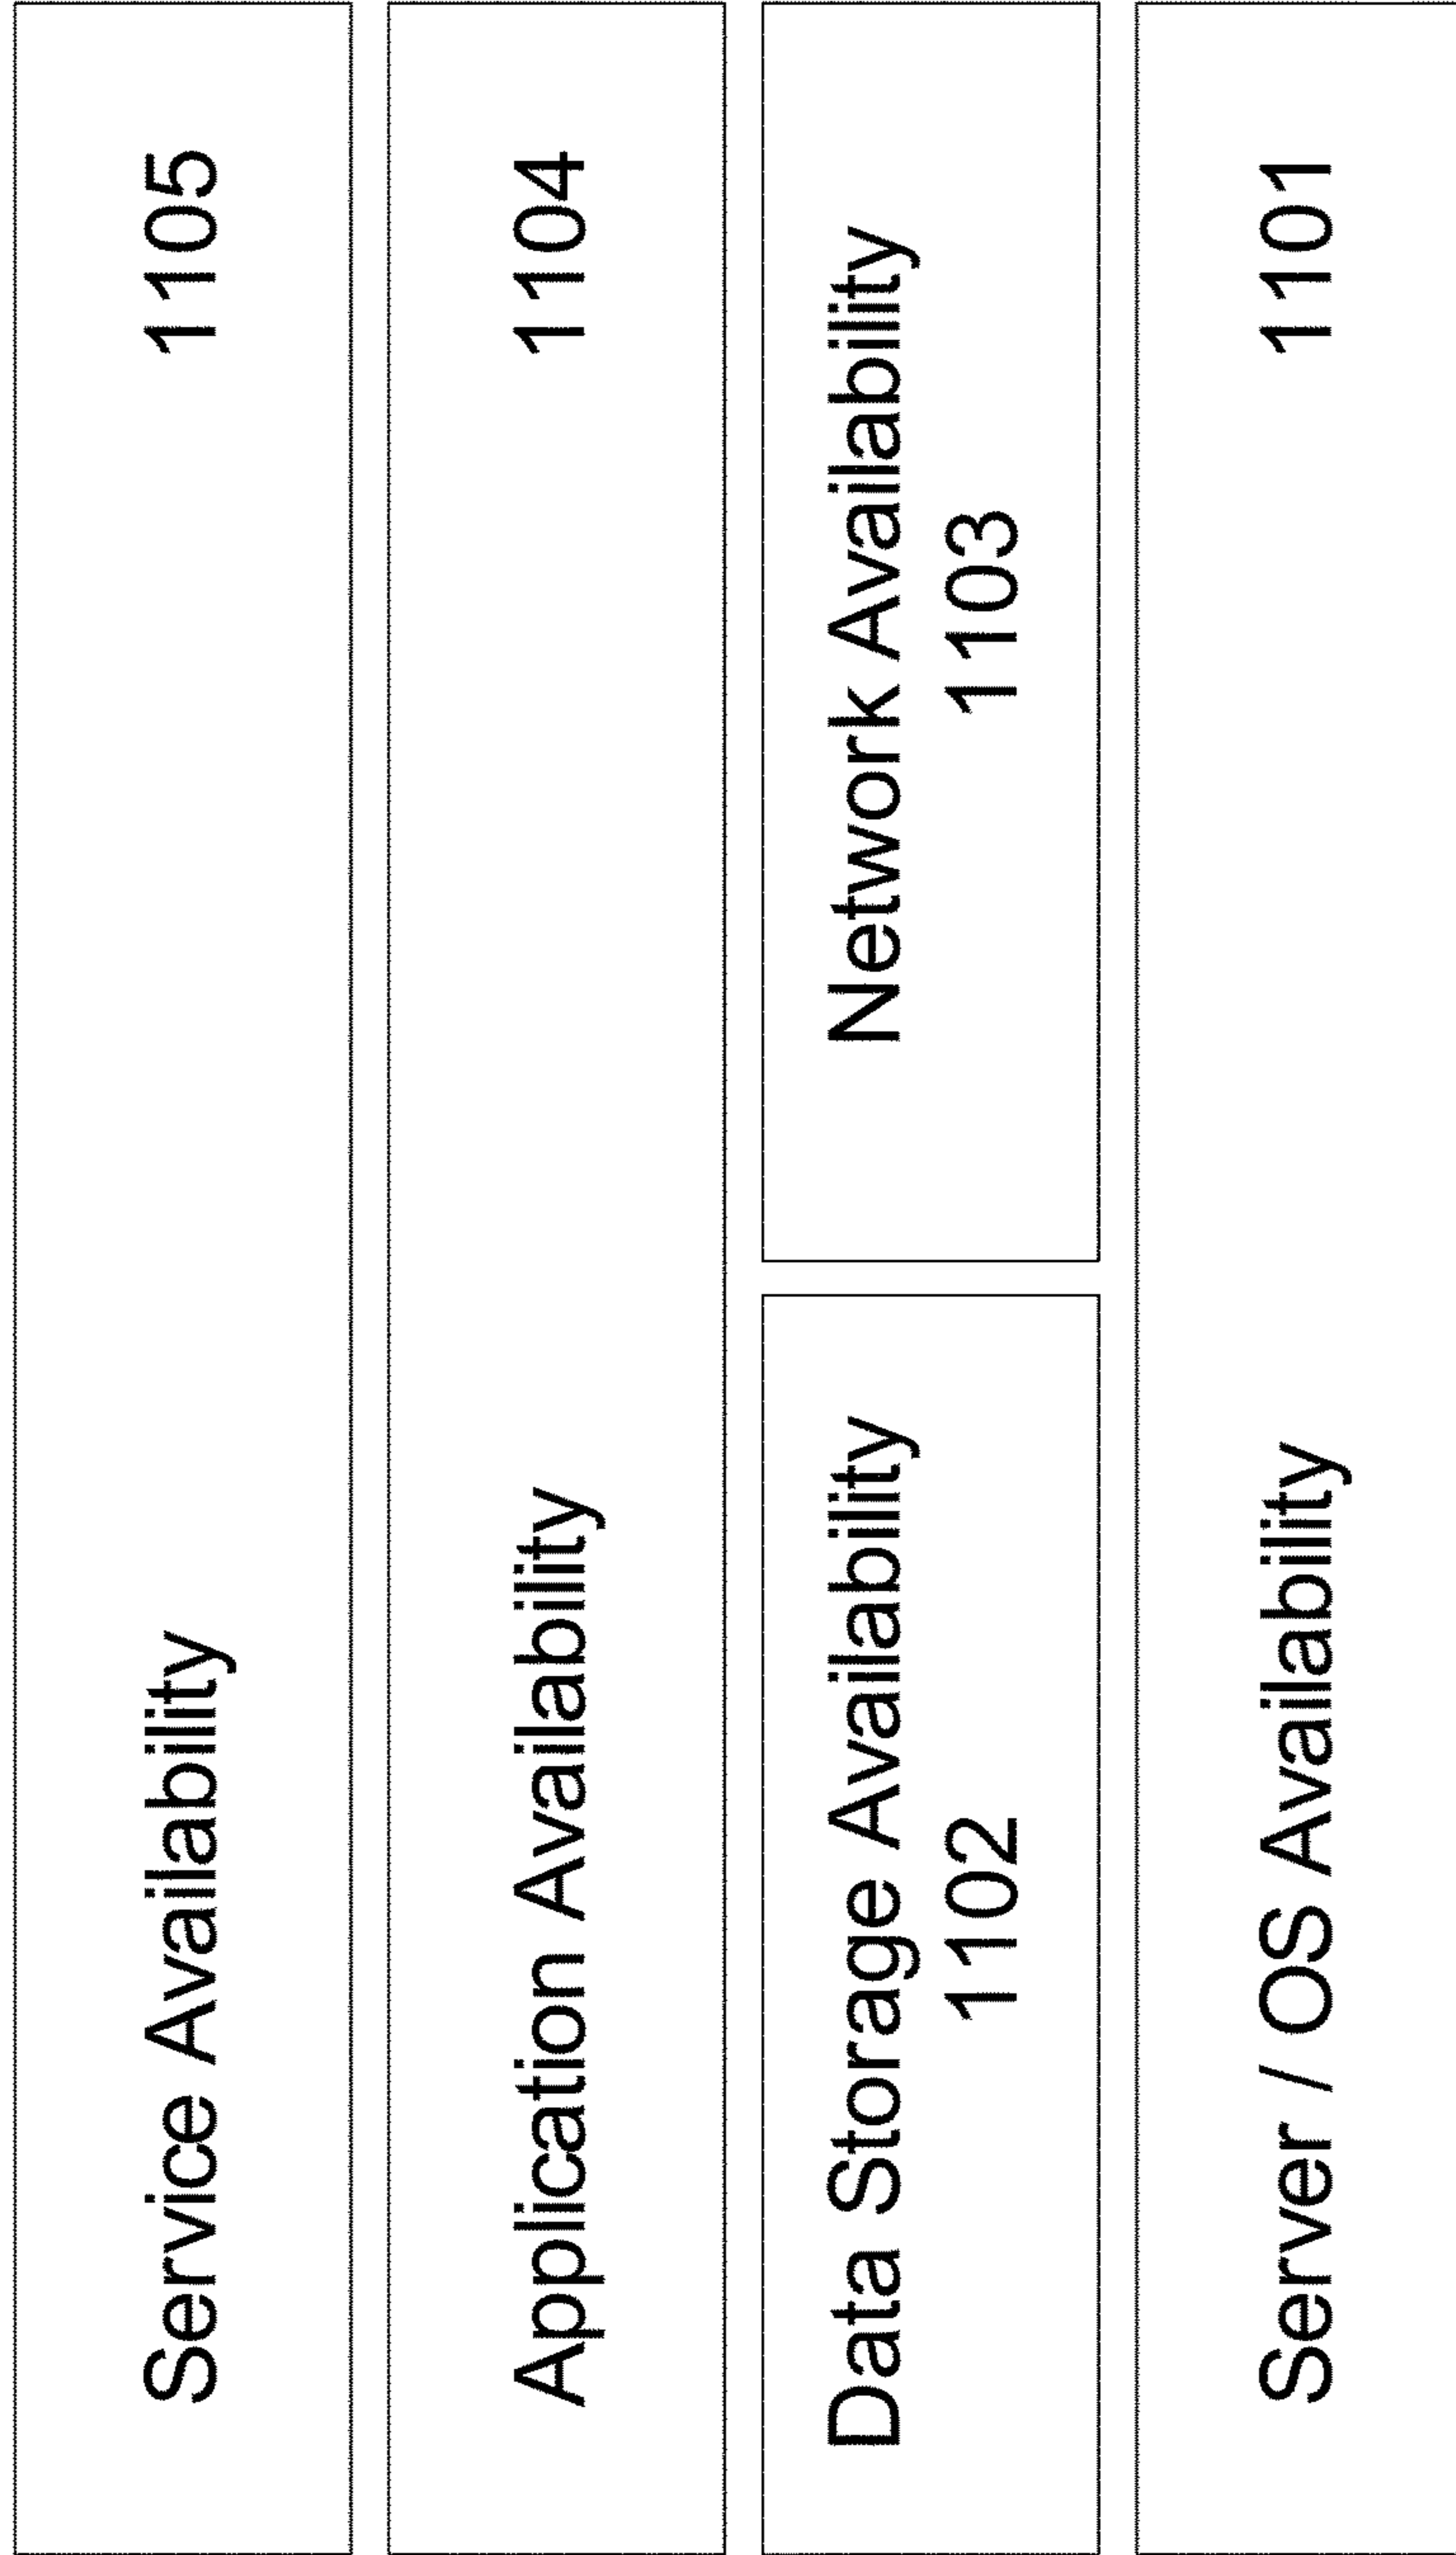 Service Availability 1105
Application Availability 1104
Data Storage Availability
1102
Network Availability
1103
Server / OS Availability 1101